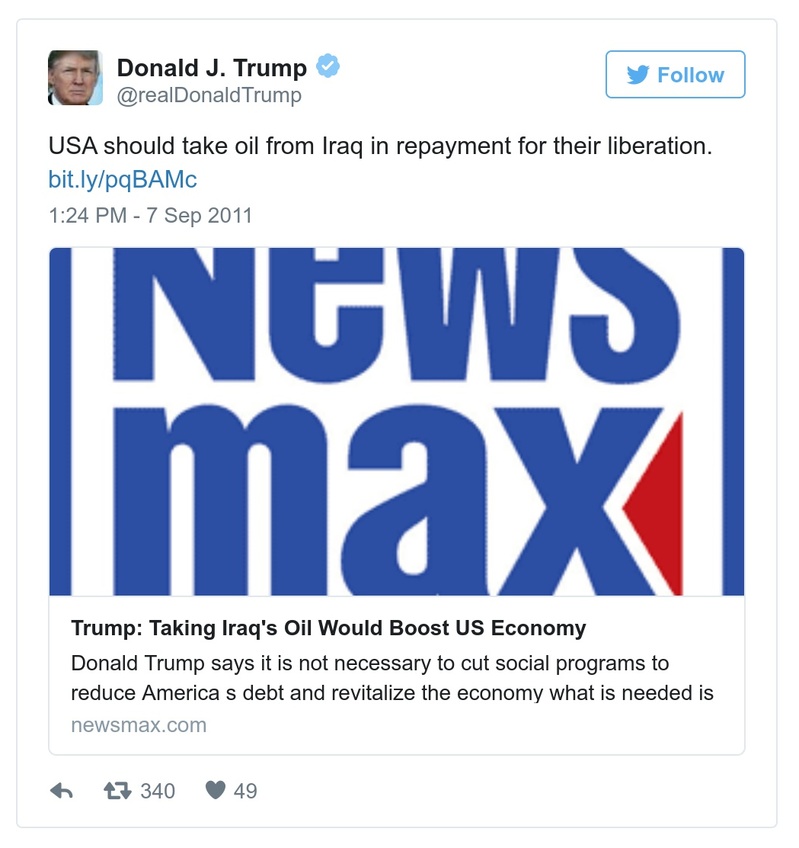 Donald J. Trump
@realDonaldTrump
Follow
USA should take oil from Iraq in repayment for their liberation.
bit.ly/pqBAMc
1:24 PM - 7 Sep 2011
News
max
Trump: Taking Iraq's Oil Would Boost US Economy
Donald Trump says it is not necessary to cut social programs to
reduce America s debt and revitalize the economy what is needed is
newsmax.com
340
49